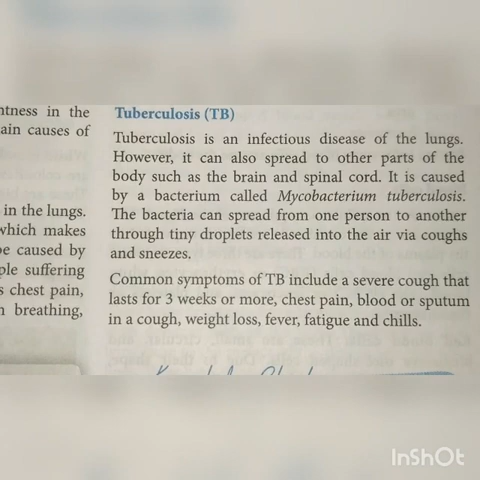 ntness in the
ain causes of
in the lungs.
which makes
be caused by
ple suffering
s chest pain,
n breathing,
Tuberculosis (TB)
Tuberculosis is an infectious disease of the lungs.
However, it can also spread to other parts of the
body such as the brain and spinal cord. It is caused
by a bacterium called Mycobacterium tuberculosis.
The bacteria can spread from one person to another
through tiny droplets released into the air via coughs
and sneezes.
Common symptoms of TB include a severe cough that
lasts for 3 weeks or more, chest pain, blood or sputum
in a cough, weight loss, fever, fatigue and chills.
InShOt